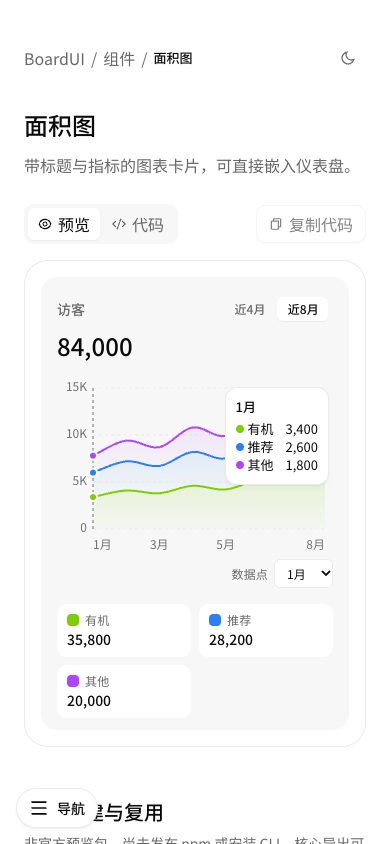 BoardUI / 组件 / 面积图
面积图
带标题与指标的图表卡片，可直接嵌入仪表盘。
预览 代码 复制代码
访客 近4月 近8月
84,000
15K
10K
5K
0
1月
有机 3,400
推荐 2,600
其他 1,800
1月 3月 5月 8月
数据点 1月
有机
35,800
推荐
28,200
其他
20,000
导航
建与复用